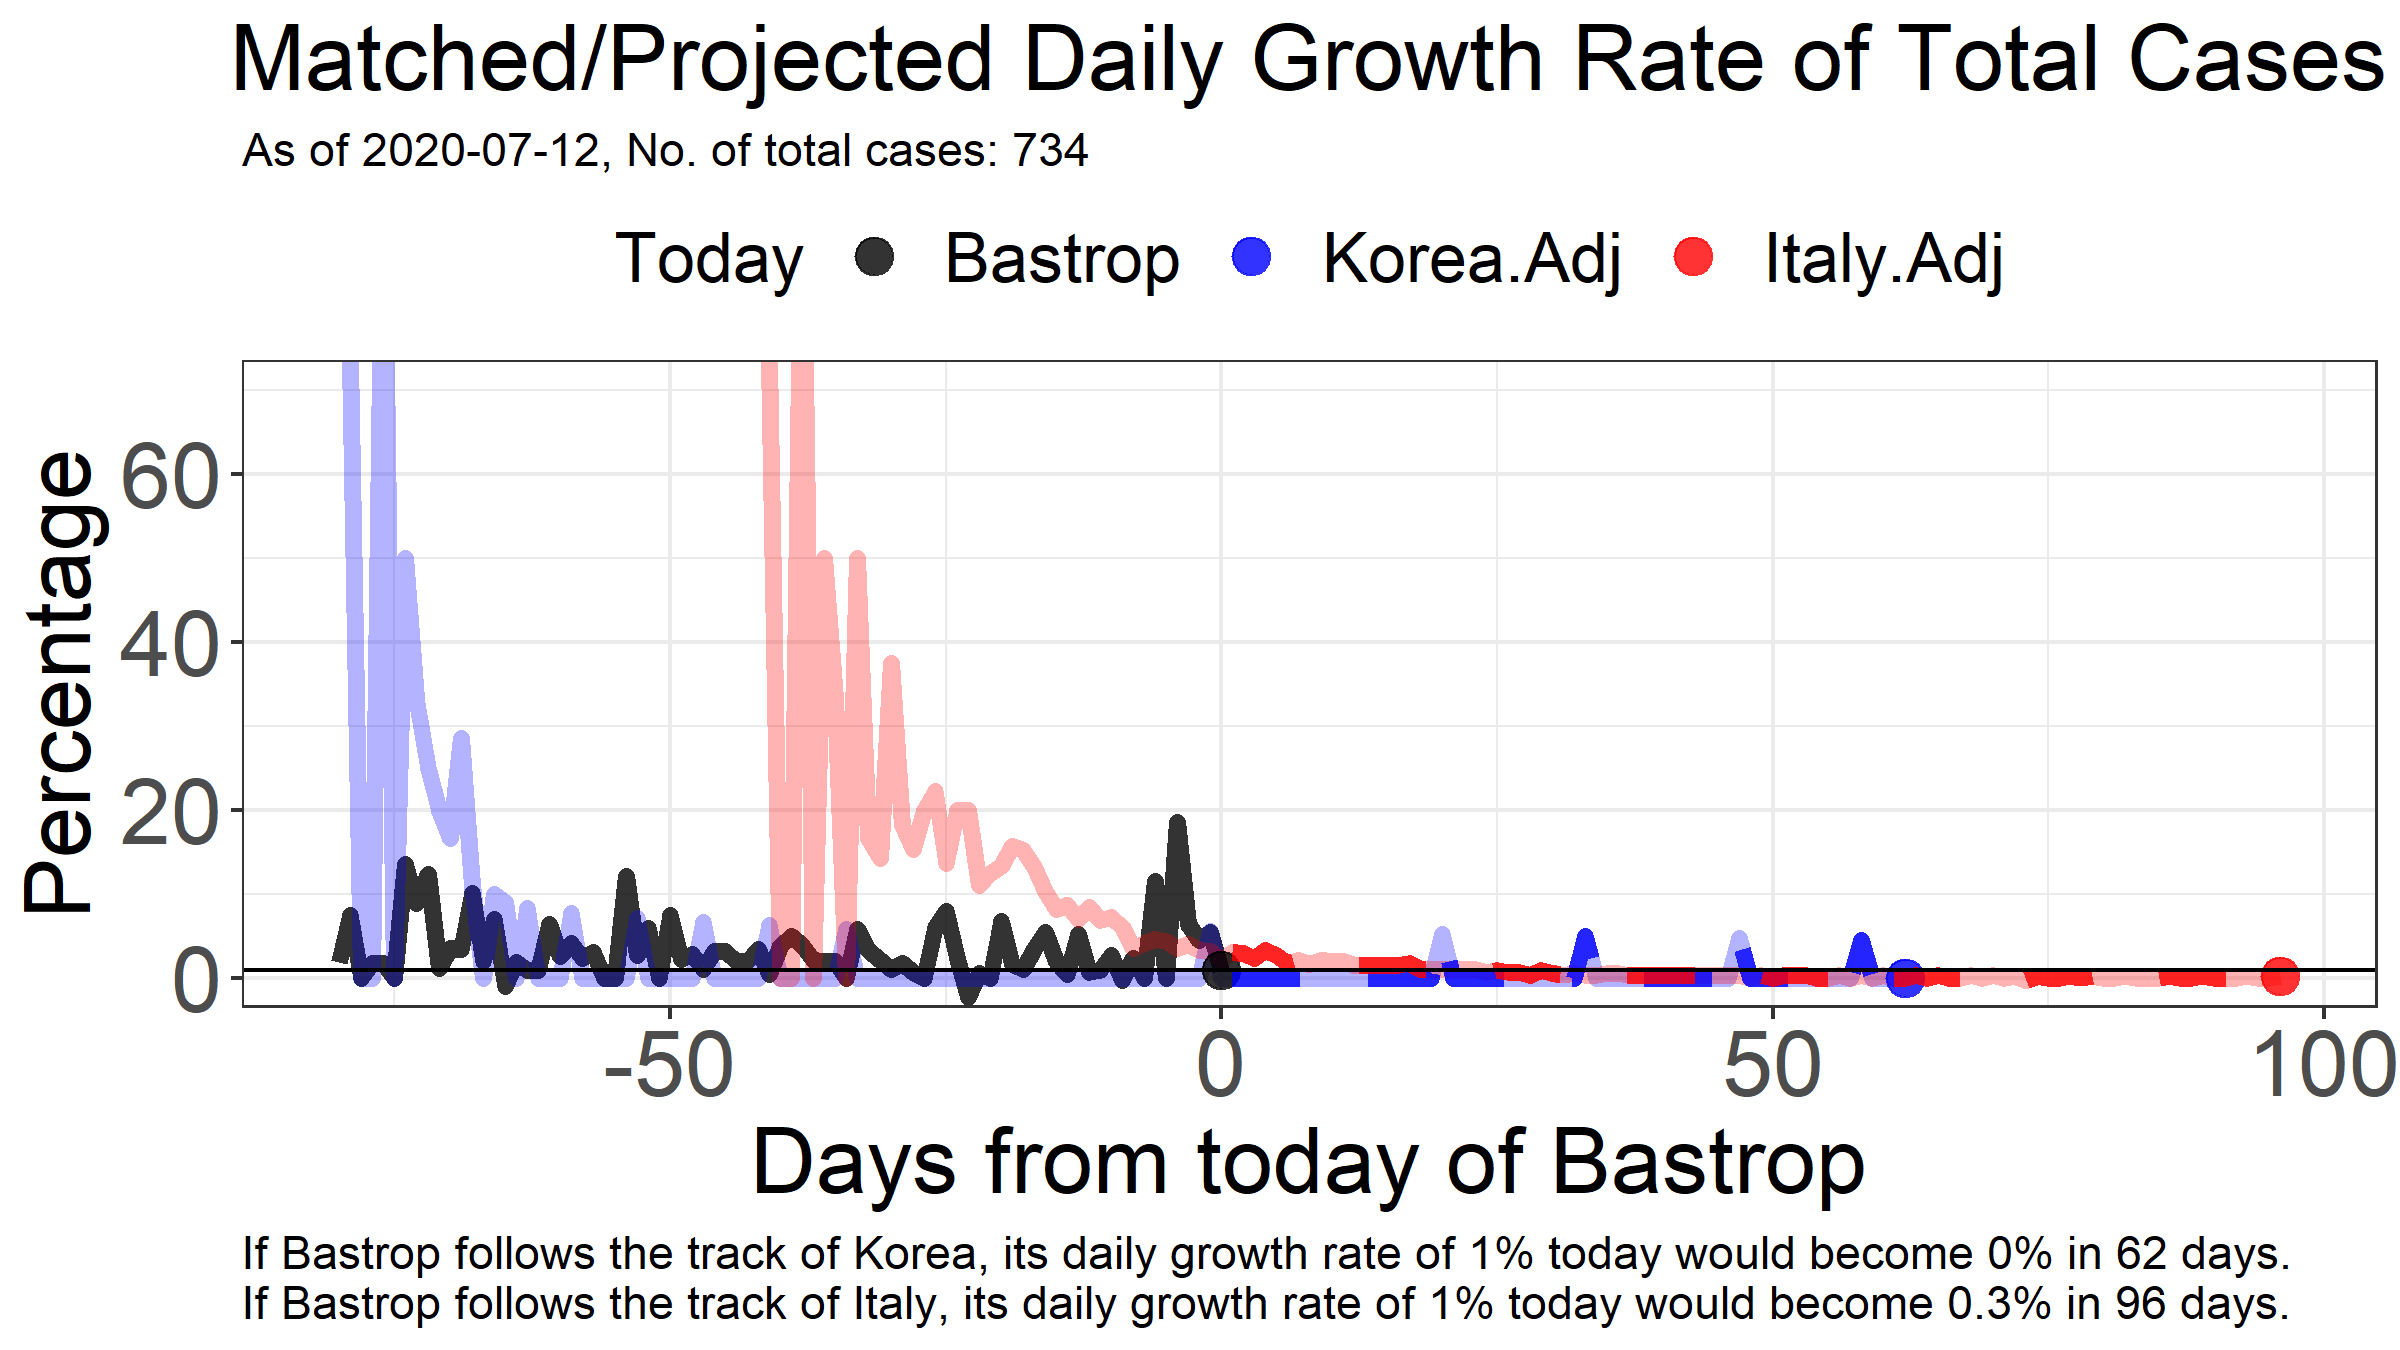 Matched/Projected Daily Growth Rate of Total Cases
As of 2020-07-12, No. of total cases: 734
Today Bastrop Korea.Adj Italy.Adj
Percentage
60
40
20
0
-50 0 50 100
Days from today of Bastrop
If Bastrop follows the track of Korea, its daily growth rate of 1% today would become 0% in 62 days.
If Bastrop follows the track of Italy, its daily growth rate of 1% today would become 0.3% in 96 days.